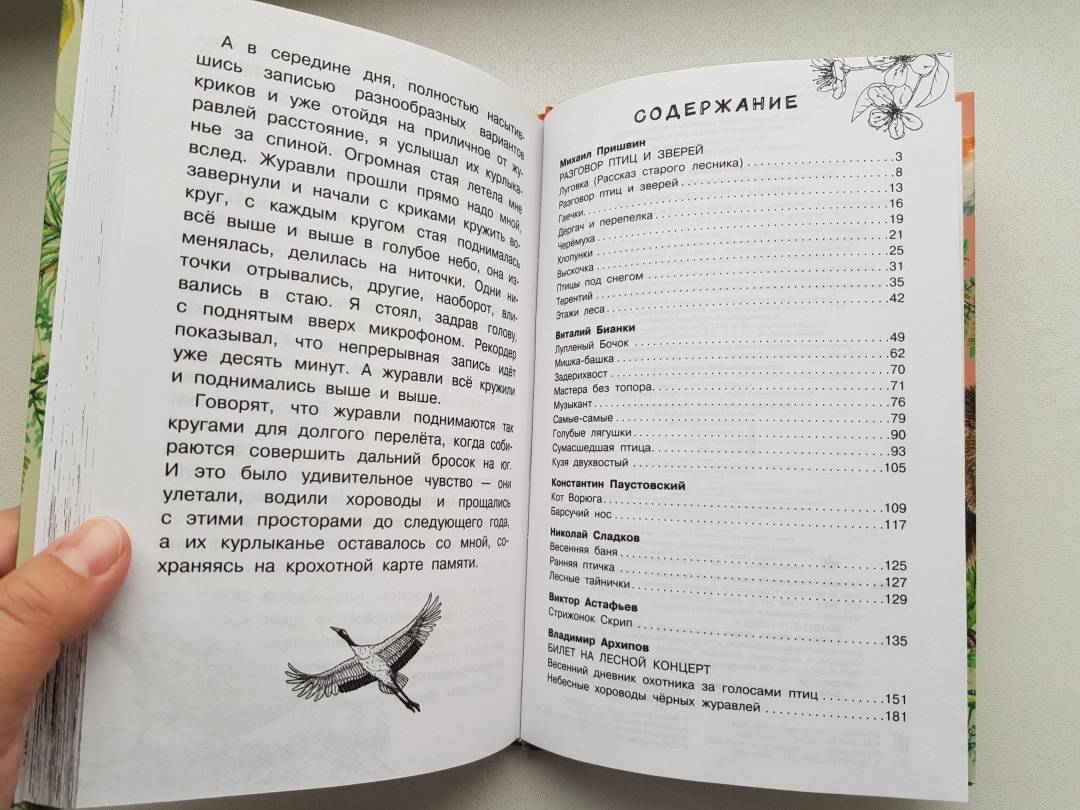 А в середине дня, полностью насытив-
шись записью разнообразных вариантов
криков и уже отойдя на приличное от жу-
равлей расстояние, я услышал их курлыка-
нье за спиной. Огромная стая летела мне
вслед. Журавли прошли прямо надо мной,
завернули и начали с криками кружить во-
круг, с каждым кругом стая поднималась
всё выше и выше в голубое небо, она из-
менялась, делилась на ниточки. Одни ни-
точки отрывались, другие, наоборот, вли-
вались в стаю. Я стоял, задрав голову,
с поднятым вверх микрофоном. Рекордер
показывал, что непрерывная запись идёт
уже десять минут. А журавли всё кружили
и поднимались выше и выше.
Говорят, что журавли поднимаются так
кругами для долгого перелёта, когда соби-
раются совершить дальний бросок на юг.
И это было удивительное чувство — они
улетали, водили хороводы и прощались
с этими просторами до следующего года,
а их курлыканье оставалось со мной, со-
храняясь на крохотной карте памяти.
СОДЕРЖАНИЕ
Михаил Пришвин
РАЗГОВОР ПТИЦ И ЗВЕРЕЙ
Луговка (Рассказ старого лесника) 3
Разговор птиц и зверей 8
Гаечки 13
Дергач и перепелка 16
Черёмуха 19
Хлопунки 21
Выскочка 25
Птицы под снегом 31
Терентий 35
Этажи леса 42
Виталий Бианки
Лупленый Бочок 49
Мишка-башка 62
Задерихвост 70
Мастера без топора 71
Музыкант 76
Самые-самые 79
Голубые лягушки 90
Сумасшедшая птица 93
Кузя двухвостый 105
Константин Паустовский
Кот Ворюга 109
Барсучий нос 117
Николай Сладков
Весенняя баня 125
Ранняя птичка 127
Лесные тайнички 129
Виктор Астафьев
Стрижонок Скрип 135
Владимир Архипов
БИЛЕТ НА ЛЕСНОЙ КОНЦЕРТ
Весенний дневник охотника за голосами птиц 151
Небесные хороводы чёрных журавлей 181